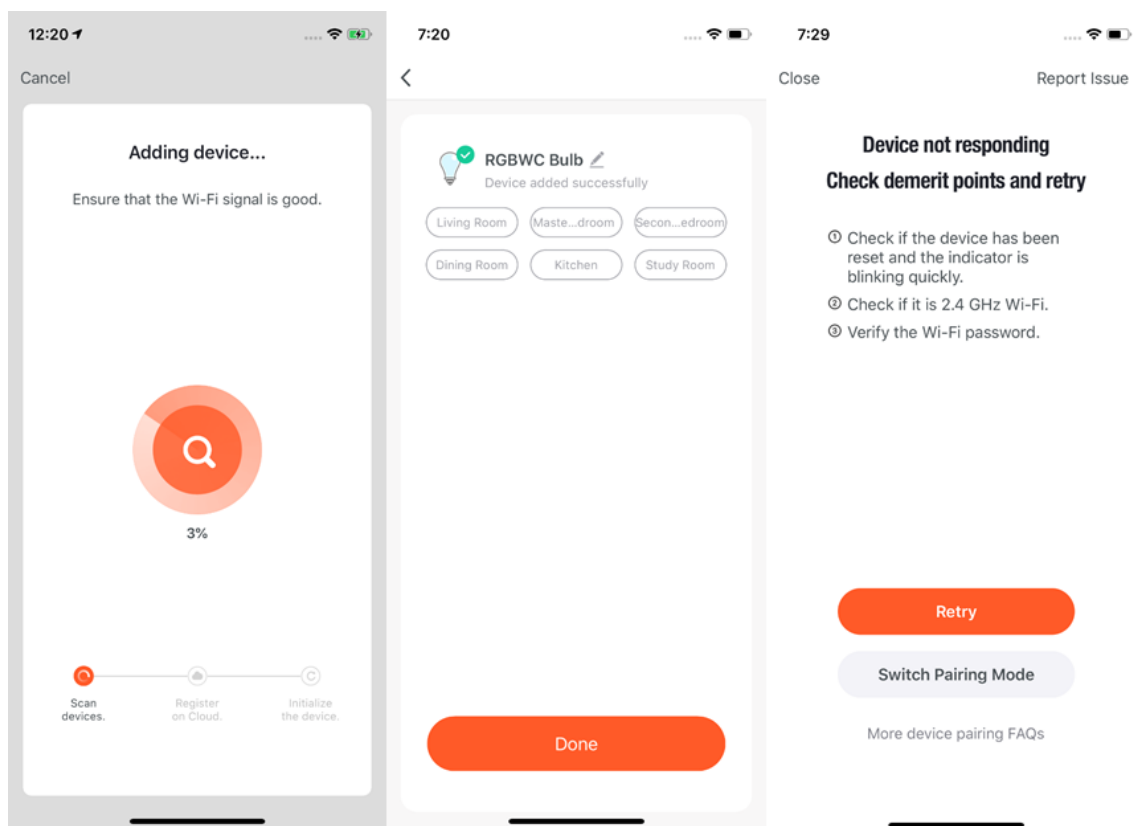 12:20
Cancel
Adding device...
Ensure that the Wi-Fi signal is good.
3%
Scan
devices.
Register
on Cloud.
Initialize
the device.
7:20
RGBWC Bulb
Device added successfully
Living Room
Maste...droom
Secon...edroom
Dining Room
Kitchen
Study Room
Done
7:29
Close
Report Issue
Device not responding
Check demerit points and retry
① Check if the device has been
reset and the indicator is
blinking quickly.
② Check if it is 2.4 GHz Wi-Fi.
③ Verify the Wi-Fi password.
Retry
Switch Pairing Mode
More device pairing FAQs